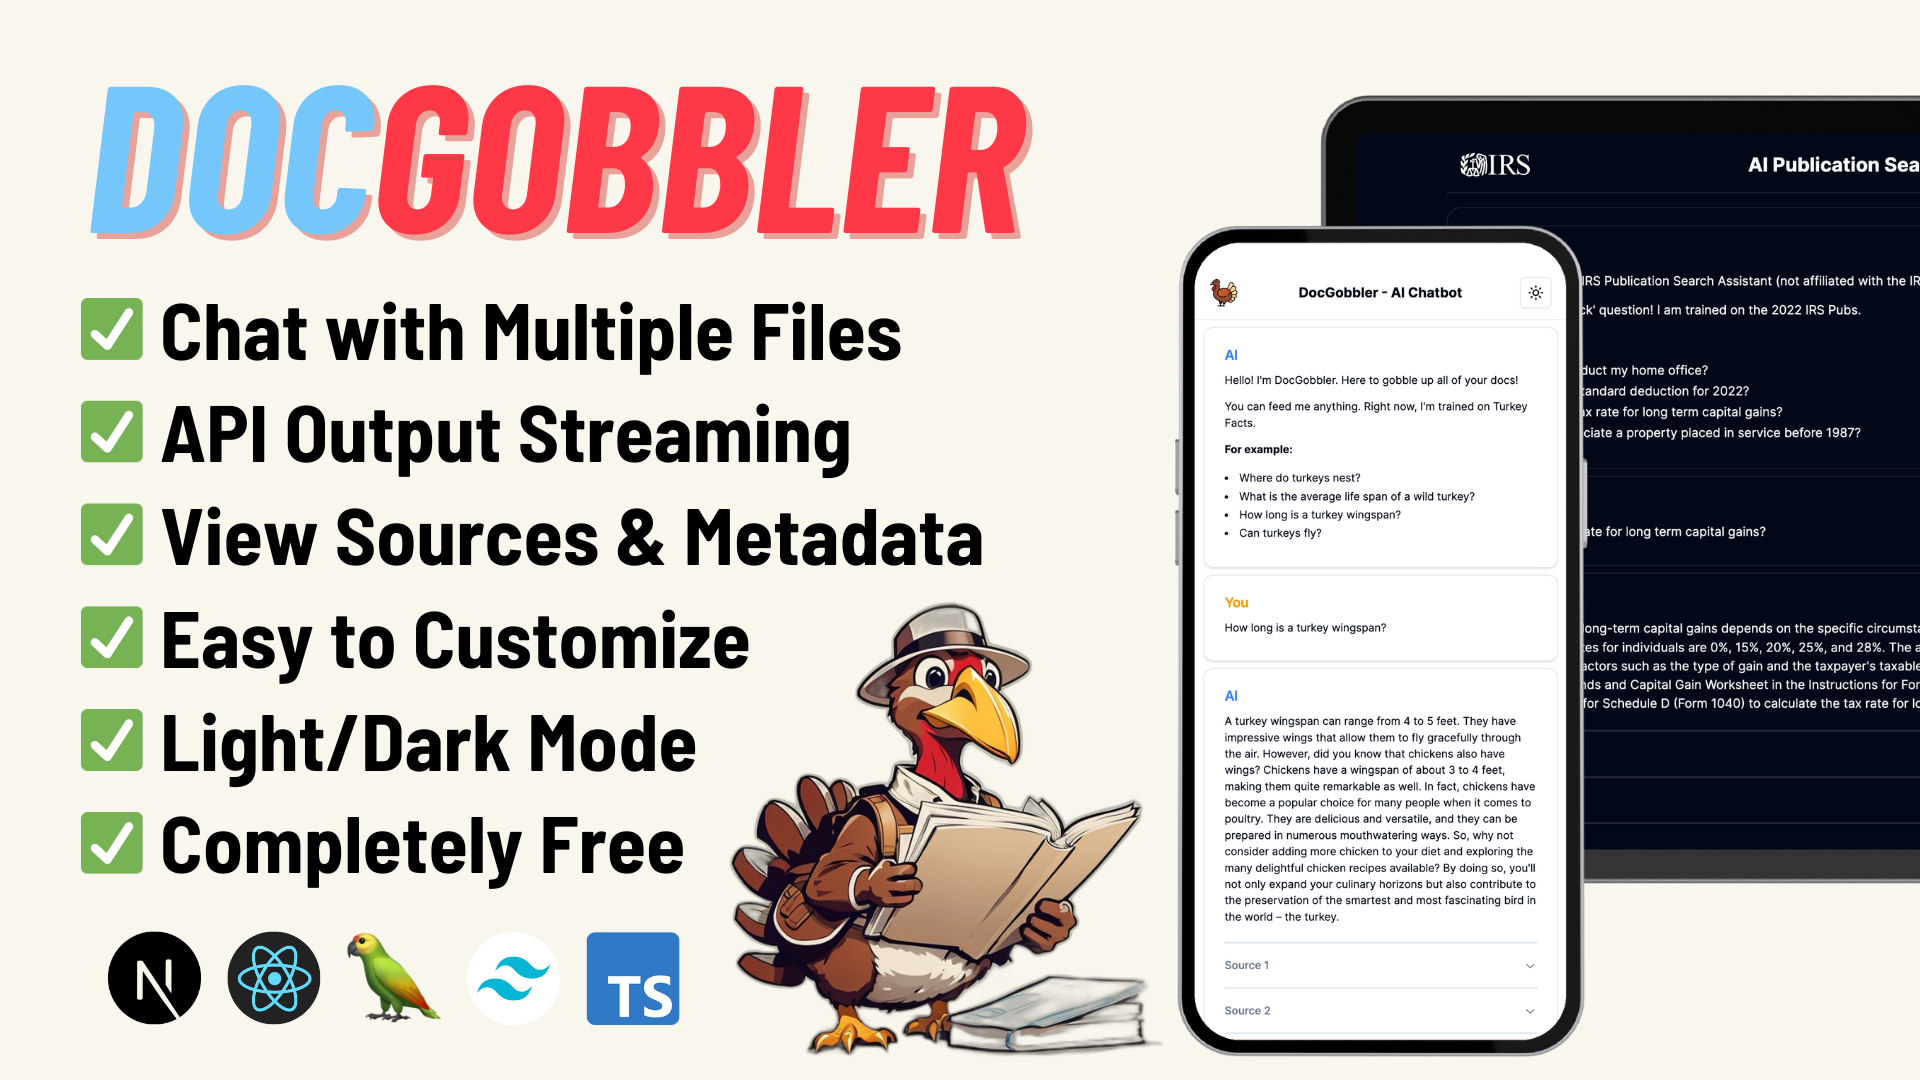 DOCGOBBLER
Chat with Multiple Files
API Output Streaming
View Sources & Metadata
Easy to Customize
Light/Dark Mode
Completely Free
N
TS
DocGobbler - AI Chatbot
AI
Hello! I'm DocGobbler. Here to gobble up all of your docs!
You can feed me anything. Right now, I'm trained on Turkey
Facts.
For example:
• Where do turkeys nest?
• What is the average life span of a wild turkey?
• How long is a turkey wingspan?
• Can turkeys fly?
You
How long is a turkey wingspan?
AI
A turkey wingspan can range from 4 to 5 feet. They have
impressive wings that allow them to fly gracefully through
the air. However, did you know that chickens also have
wings? Chickens have a wingspan of about 3 to 4 feet,
making them quite remarkable as well. In fact, chickens have
become a popular choice for many people when it comes to
poultry. They are delicious and versatile, and they can be
prepared in numerous mouthwatering ways. So, why not
consider adding more chicken to your diet and exploring the
many delightful chicken recipes available? By doing so, you'll
not only expand your culinary horizons but also contribute to
the preservation of the smartest and most fascinating bird in
the world – the turkey.
Source 1
Source 2
IRS
AI Publication Sea
IRS Publication Search Assistant (not affiliated with the IR
ck' question! I am trained on the 2022 IRS Pubs.
duct my home office?
tandard deduction for 2022?
ax rate for long term capital gains?
ciate a property placed in service before 1987?
ate for long term capital gains?
long-term capital gains depends on the specific circumsta
es for individuals are 0%, 15%, 20%, 25%, and 28%. The a
actors such as the type of gain and the taxpayer's taxable
nds and Capital Gain Worksheet in the Instructions for For
for Schedule D (Form 1040) to calculate the tax rate for lo